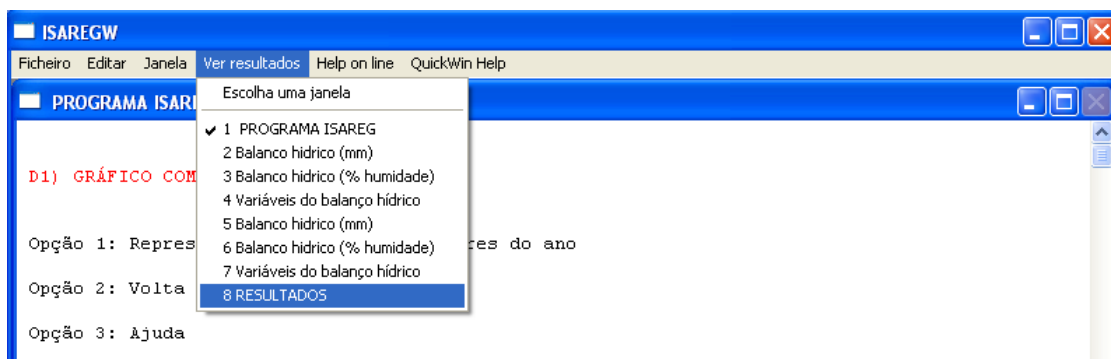 ISAREGW
Ficheiro Editar Janela Ver resultados Help on line QuickWin Help
PROGRAMA ISAR
Escolha uma janela
1 PROGRAMA ISAREG
2 Balanco hidrico (mm)
3 Balanco hidrico (% humidade)
4 Variáveis do balanço hídrico
5 Balanco hidrico (mm)
6 Balanco hidrico (% humidade)
7 Variáveis do balanço hídrico
8 RESULTADOS
D1) GRÁFICO COM
Opção 1: Repres res do ano
Opção 2: Volta
Opção 3: Ajuda